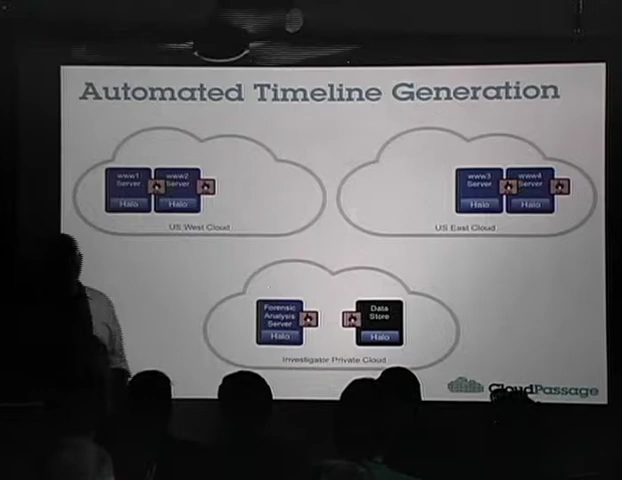 Automated Timeline Generation
www1
Server
Halo
www2
Server
Halo
US West Cloud
www3
Server
Halo
www4
Server
Halo
US East Cloud
Forensic
Analysis
Server
Halo
Data
Store
Halo
Investigator Private Cloud
CloudPassage